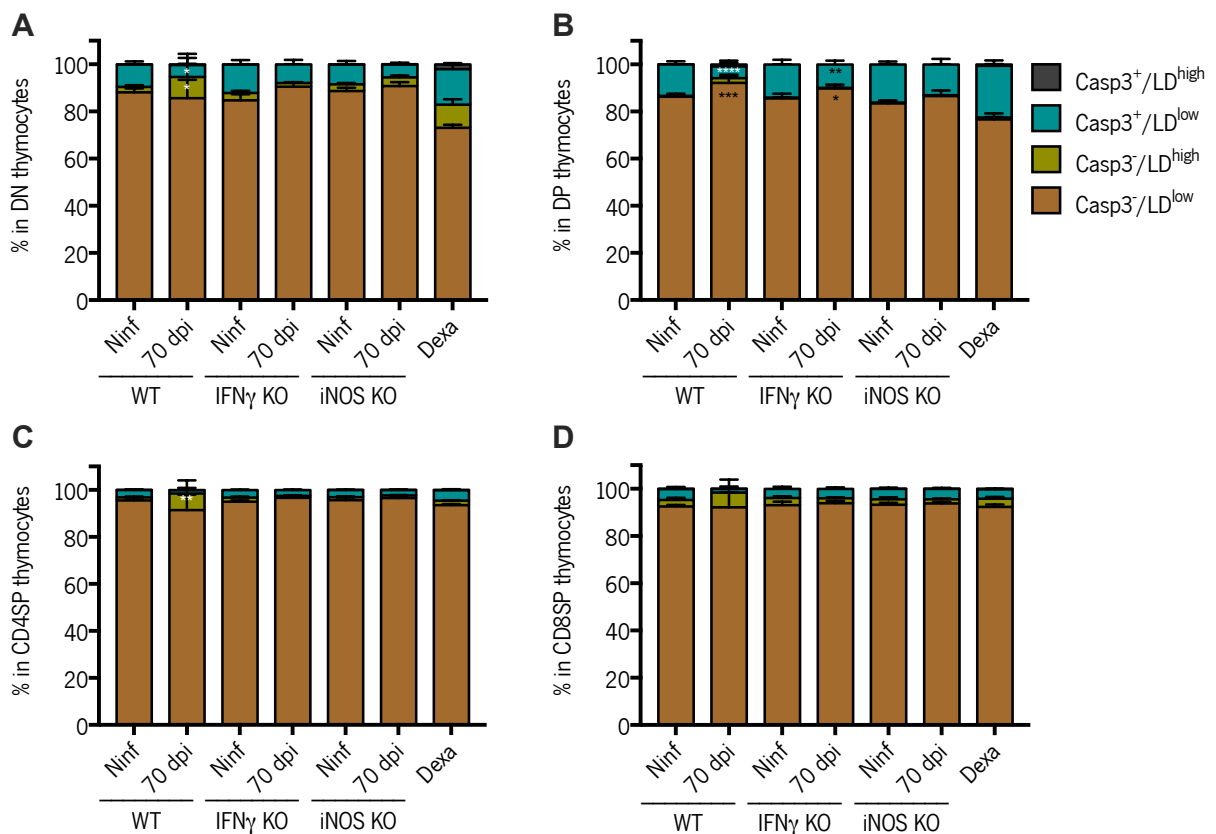 A
% in DN thymocytes
100
80
60
40
20
0
*
*
Ninf
70 dpi
Ninf
70 dpi
Ninf
70 dpi
Dexa
WT
IFNγ KO
iNOS KO
B
% in DP thymocytes
100
80
60
40
20
0
****
***
**
*
Ninf
70 dpi
Ninf
70 dpi
Ninf
70 dpi
Dexa
WT
IFNγ KO
iNOS KO
Casp3⁺/LDʰⁱᵍʰ
Casp3⁺/LDˡᵒʷ
Casp3⁻/LDʰⁱᵍʰ
Casp3⁻/LDˡᵒʷ
C
% in CD4SP thymocytes
100
80
60
40
20
0
**
Ninf
70 dpi
Ninf
70 dpi
Ninf
70 dpi
Dexa
WT
IFNγ KO
iNOS KO
D
% in CD8SP thymocytes
100
80
60
40
20
0
Ninf
70 dpi
Ninf
70 dpi
Ninf
70 dpi
Dexa
WT
IFNγ KO
iNOS KO